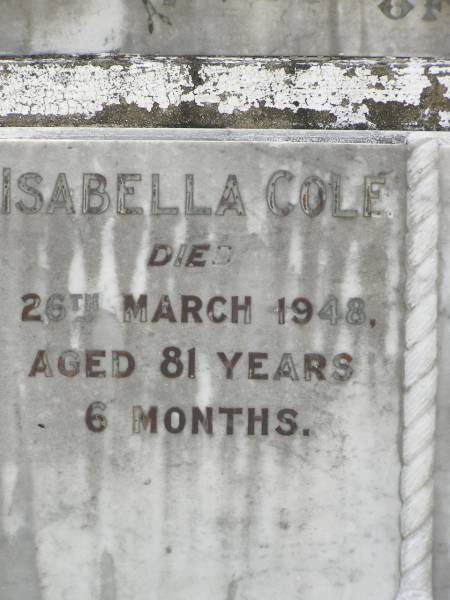 ISABELLA COLE.
DIED
26TH MARCH 1948,
AGED 81 YEARS
6 MONTHS.